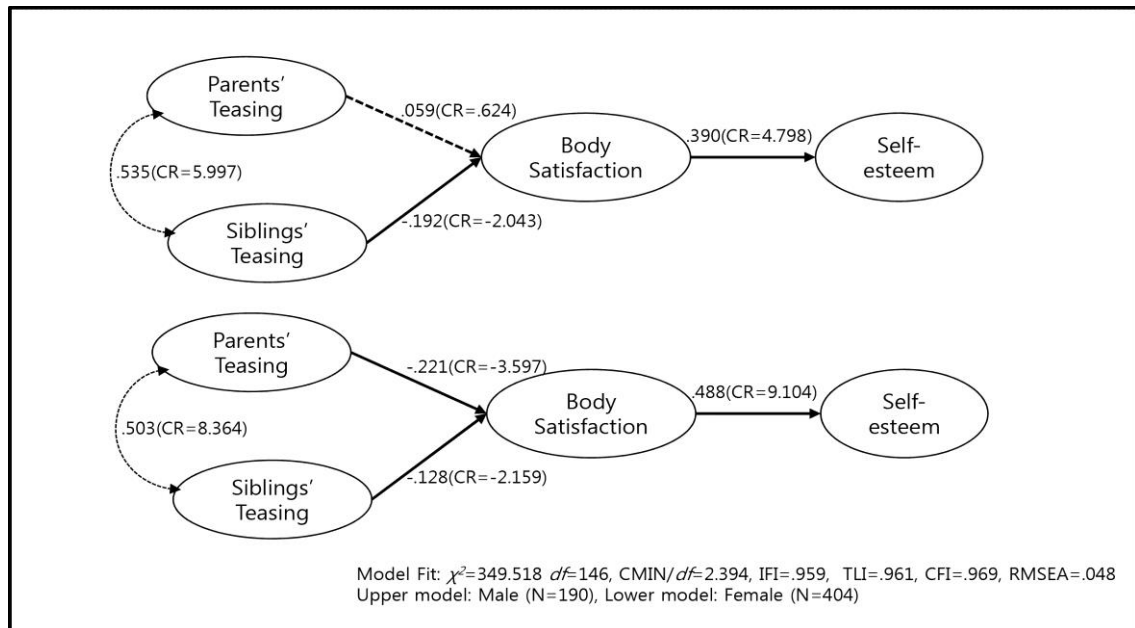 Parents'
Teasing
.059(CR=.624)
Body
Satisfaction
.390(CR=4.798)
Self-
esteem
.535(CR=5.997)
Siblings'
Teasing
-.192(CR=-2.043)
Parents'
Teasing
-.221(CR=-3.597)
Body
Satisfaction
.488(CR=9.104)
Self-
esteem
.503(CR=8.364)
Siblings'
Teasing
-.128(CR=-2.159)
Model Fit: χ²=349.518 df=146, CMIN/df=2.394, IFI=.959, TLI=.961, CFI=.969, RMSEA=.048
Upper model: Male (N=190), Lower model: Female (N=404)